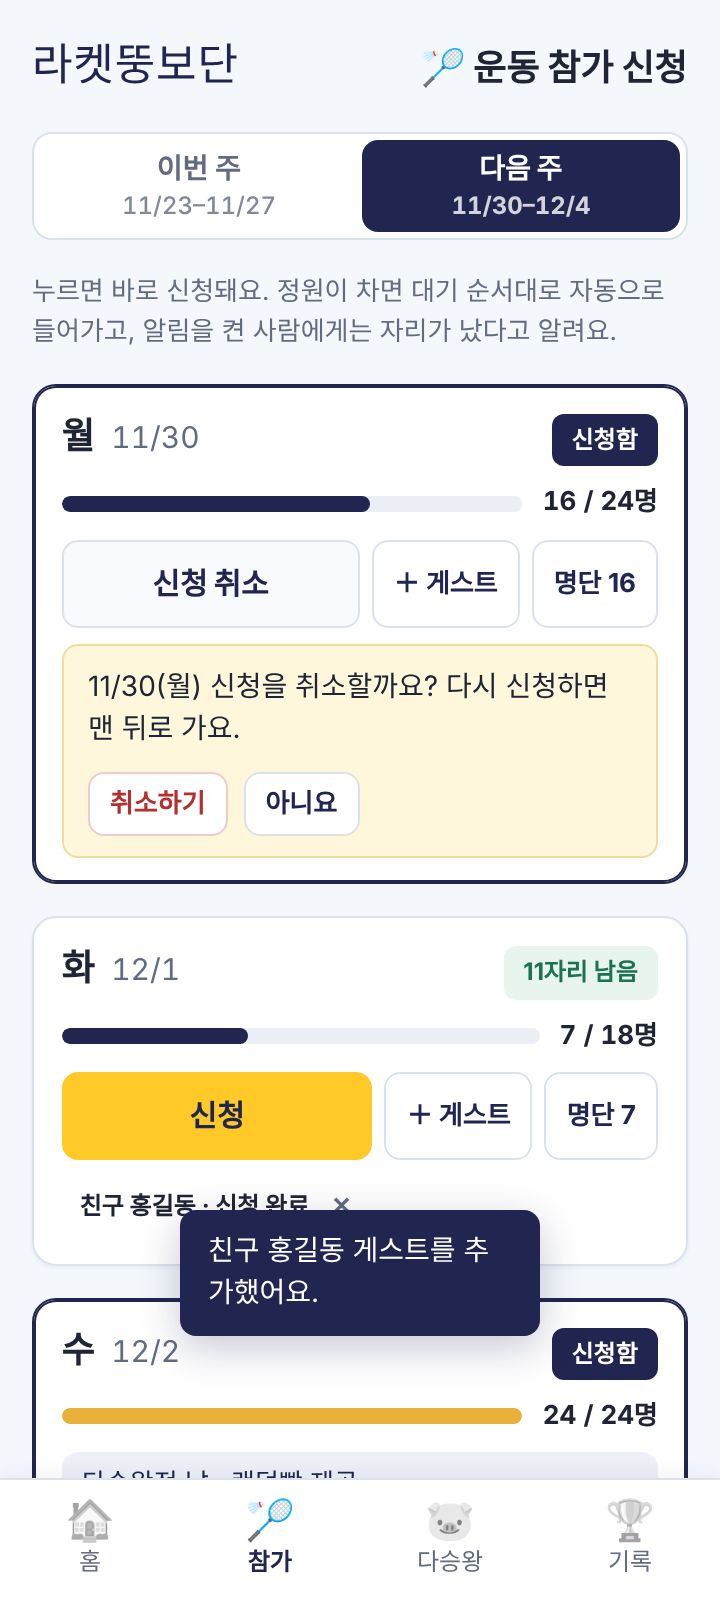 라켓뚱보단
운동 참가 신청
이번 주
11/23–11/27
다음 주
11/30–12/4
누르면 바로 신청돼요. 정원이 차면 대기 순서대로 자동으로
들어가고, 알림을 켠 사람에게는 자리가 났다고 알려요.
월 11/30
신청함
16 / 24명
신청 취소
+ 게스트
명단 16
11/30(월) 신청을 취소할까요? 다시 신청하면
맨 뒤로 가요.
취소하기
아니요
화 12/1
11자리 남음
7 / 18명
신청
+ 게스트
명단 7
친구 홍길동 · 신청 완료 ✕
친구 홍길동 게스트를 추
가했어요.
수 12/2
신청함
24 / 24명
홈
참가
다승왕
기록